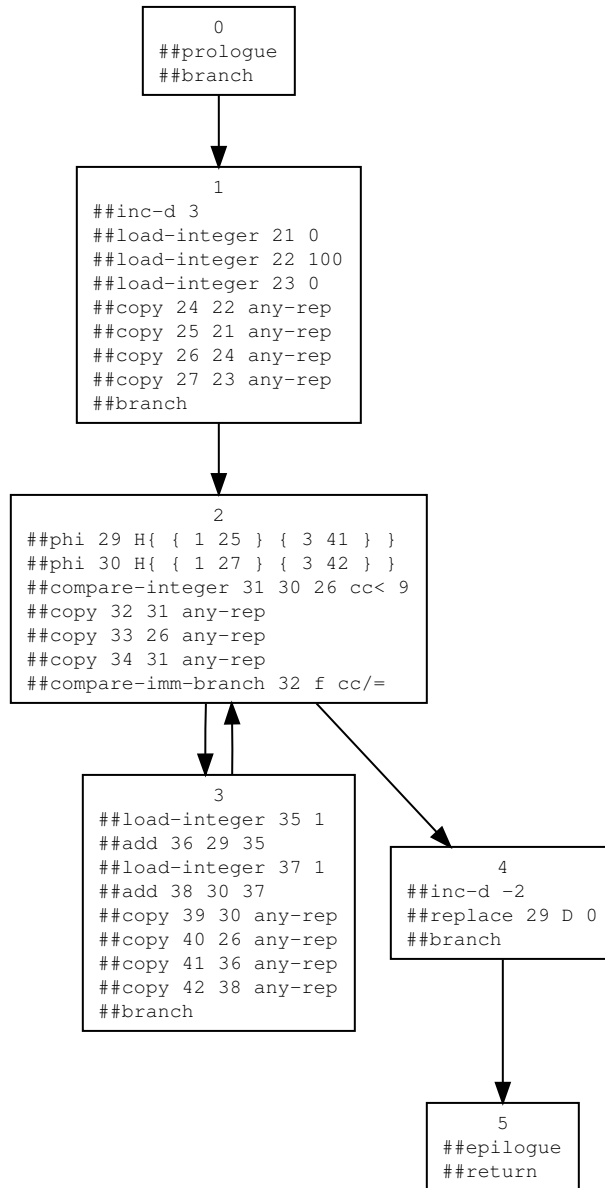 0
##prologue
##branch
1
##inc-d 3
##load-integer 21 0
##load-integer 22 100
##load-integer 23 0
##copy 24 22 any-rep
##copy 25 21 any-rep
##copy 26 24 any-rep
##copy 27 23 any-rep
##branch
2
##phi 29 H{ { 1 25 } { 3 41 } }
##phi 30 H{ { 1 27 } { 3 42 } }
##compare-integer 31 30 26 cc< 9
##copy 32 31 any-rep
##copy 33 26 any-rep
##copy 34 31 any-rep
##compare-imm-branch 32 f cc/=
3
##load-integer 35 1
##add 36 29 35
##load-integer 37 1
##add 38 30 37
##copy 39 30 any-rep
##copy 40 26 any-rep
##copy 41 36 any-rep
##copy 42 38 any-rep
##branch
4
##inc-d -2
##replace 29 D 0
##branch
5
##epilogue
##return